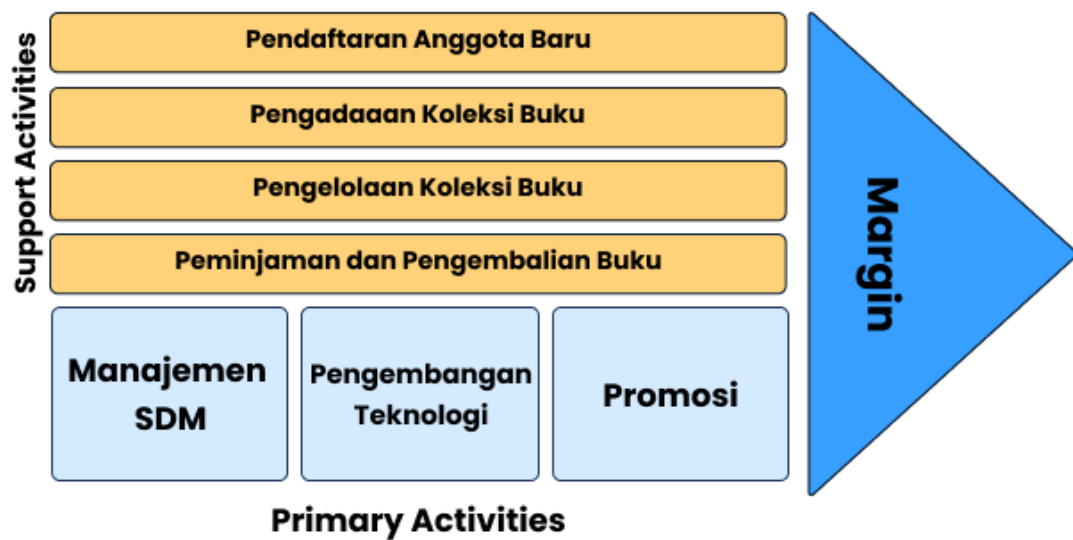 Support Activities
Pendaftaran Anggota Baru
Pengadaaan Koleksi Buku
Pengelolaan Koleksi Buku
Peminjaman dan Pengembalian Buku
Manajemen
SDM
Pengembangan
Teknologi
Promosi
Margin
Primary Activities